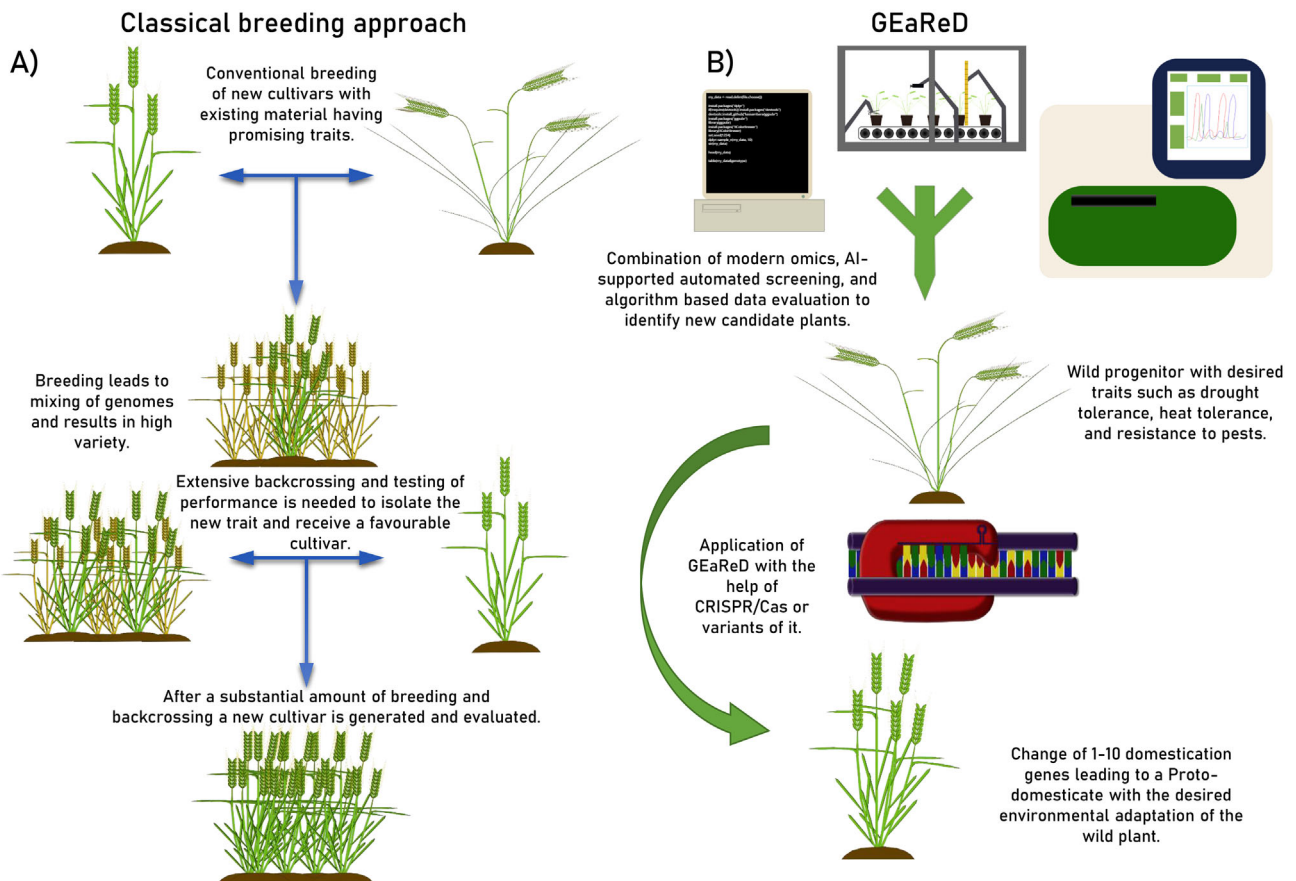 Classical breeding approach
A)
Conventional breeding
of new cultivars with
existing material having
promising traits.
Breeding leads to
mixing of genomes
and results in high
variety.
Extensive backcrossing and testing of
performance is needed to isolate the
new trait and receive a favourable
cultivar.
After a substantial amount of breeding and
backcrossing a new cultivar is generated and evaluated.
GEaReD
B)
Combination of modern omics, AI-
supported automated screening, and
algorithm based data evaluation to
identify new candidate plants.
Wild progenitor with desired
traits such as drought
tolerance, heat tolerance,
and resistance to pests.
Application of
GEaReD with the
help of
CRISPR/Cas or
variants of it.
Change of 1-10 domestication
genes leading to a Proto-
domesticate with the desired
environmental adaptation of the
wild plant.